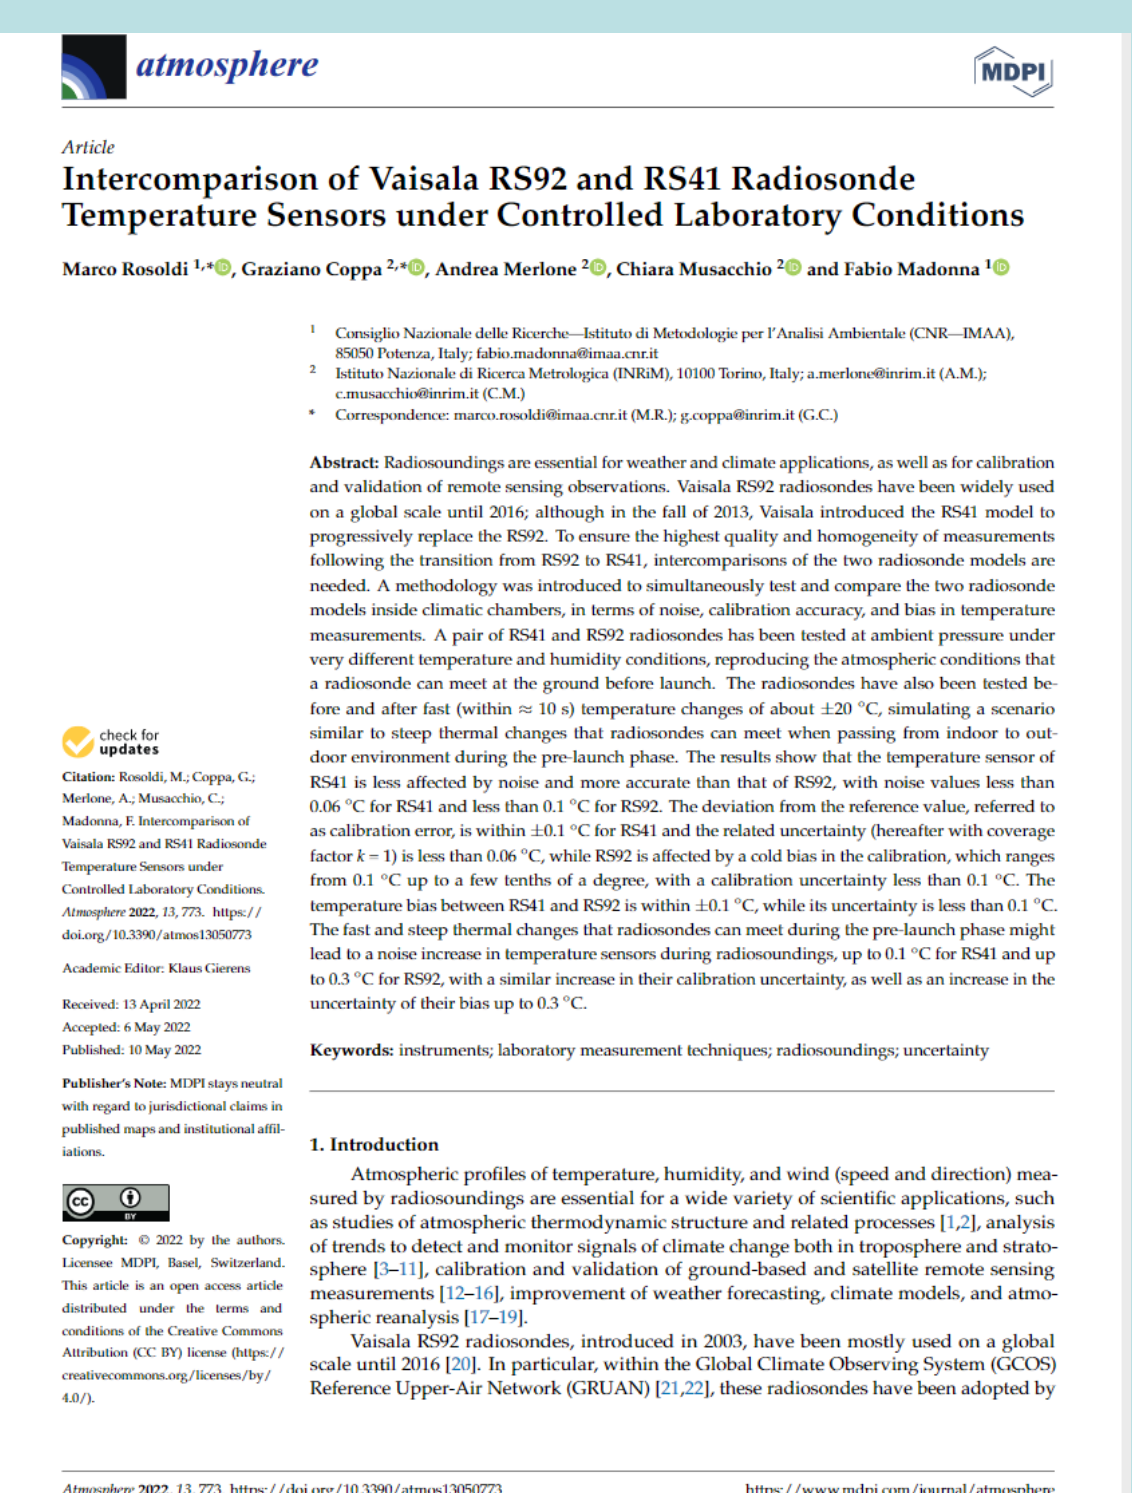 atmosphere
MDPI
Article
Intercomparison of Vaisala RS92 and RS41 Radiosonde
Temperature Sensors under Controlled Laboratory Conditions
Marco Rosoldi 1,* iD, Graziano Coppa 2,* iD, Andrea Merlone 2 iD, Chiara Musacchio 2 iD and Fabio Madonna 1 iD
1 Consiglio Nazionale delle Ricerche—Istituto di Metodologie per l'Analisi Ambientale (CNR—IMAA),
85050 Potenza, Italy; fabio.madonna@imaa.cnr.it
2 Istituto Nazionale di Ricerca Metrologica (INRiM), 10100 Torino, Italy; a.merlone@inrim.it (A.M.);
c.musacchio@inrim.it (C.M.)
* Correspondence: marco.rosoldi@imaa.cnr.it (M.R.); g.coppa@inrim.it (G.C.)
Abstract: Radiosoundings are essential for weather and climate applications, as well as for calibration
and validation of remote sensing observations. Vaisala RS92 radiosondes have been widely used
on a global scale until 2016; although in the fall of 2013, Vaisala introduced the RS41 model to
progressively replace the RS92. To ensure the highest quality and homogeneity of measurements
following the transition from RS92 to RS41, intercomparisons of the two radiosonde models are
needed. A methodology was introduced to simultaneously test and compare the two radiosonde
models inside climatic chambers, in terms of noise, calibration accuracy, and bias in temperature
measurements. A pair of RS41 and RS92 radiosondes has been tested at ambient pressure under
very different temperature and humidity conditions, reproducing the atmospheric conditions that
a radiosonde can meet at the ground before launch. The radiosondes have also been tested be-
fore and after fast (within ≈ 10 s) temperature changes of about ±20 °C, simulating a scenario
similar to steep thermal changes that radiosondes can meet when passing from indoor to out-
door environment during the pre-launch phase. The results show that the temperature sensor of
RS41 is less affected by noise and more accurate than that of RS92, with noise values less than
0.06 °C for RS41 and less than 0.1 °C for RS92. The deviation from the reference value, referred to
as calibration error, is within ±0.1 °C for RS41 and the related uncertainty (hereafter with coverage
factor k = 1) is less than 0.06 °C, while RS92 is affected by a cold bias in the calibration, which ranges
from 0.1 °C up to a few tenths of a degree, with a calibration uncertainty less than 0.1 °C. The
temperature bias between RS41 and RS92 is within ±0.1 °C, while its uncertainty is less than 0.1 °C.
The fast and steep thermal changes that radiosondes can meet during the pre-launch phase might
lead to a noise increase in temperature sensors during radiosoundings, up to 0.1 °C for RS41 and up
to 0.3 °C for RS92, with a similar increase in their calibration uncertainty, as well as an increase in the
uncertainty of their bias up to 0.3 °C.
Keywords: instruments; laboratory measurement techniques; radiosoundings; uncertainty
check for
updates
Citation: Rosoldi, M.; Coppa, G.;
Merlone, A.; Musacchio, C.;
Madonna, F. Intercomparison of
Vaisala RS92 and RS41 Radiosonde
Temperature Sensors under
Controlled Laboratory Conditions.
Atmosphere 2022, 13, 773. https://
doi.org/10.3390/atmos13050773
Academic Editor: Klaus Gierens
Received: 13 April 2022
Accepted: 6 May 2022
Published: 10 May 2022
Publisher's Note: MDPI stays neutral
with regard to jurisdictional claims in
published maps and institutional affil-
iations.
cc
BY
Copyright: © 2022 by the authors.
Licensee MDPI, Basel, Switzerland.
This article is an open access article
distributed under the terms and
conditions of the Creative Commons
Attribution (CC BY) license (https://
creativecommons.org/licenses/by/
4.0/).
1. Introduction
Atmospheric profiles of temperature, humidity, and wind (speed and direction) mea-
sured by radiosoundings are essential for a wide variety of scientific applications, such
as studies of atmospheric thermodynamic structure and related processes [1,2], analysis
of trends to detect and monitor signals of climate change both in troposphere and strato-
sphere [3–11], calibration and validation of ground-based and satellite remote sensing
measurements [12–16], improvement of weather forecasting, climate models, and atmo-
spheric reanalysis [17–19].
Vaisala RS92 radiosondes, introduced in 2003, have been mostly used on a global
scale until 2016 [20]. In particular, within the Global Climate Observing System (GCOS)
Reference Upper-Air Network (GRUAN) [21,22], these radiosondes have been adopted by
Atmosphere 2022, 13, 773. https://doi.org/10.3390/atmos13050773
https://www.mdpi.com/journal/atmosphere